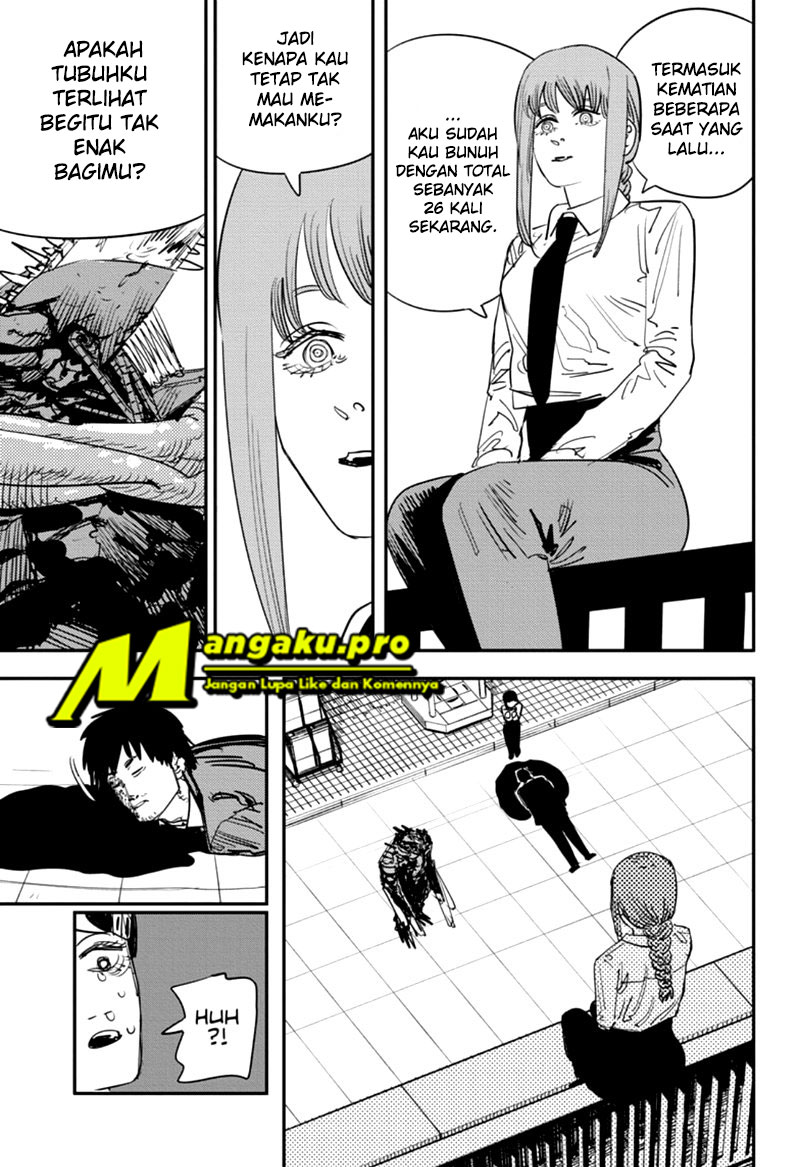 TERMASUK
KEMATIAN
BEBERAPA
SAAT YANG
LALU...
...
AKU SUDAH
KAU BUNUH
DENGAN TOTAL
SEBANYAK
26 KALI
SEKARANG.
JADI
KENAPA KAU
TETAP TAK
MAU ME-
MAKANKU?
APAKAH
TUBUHKU
TERLIHAT
BEGITU TAK
ENAK
BAGIMU?
Mangaku.pro
Jangan Lupa Like dan Komennya
HUH
?!